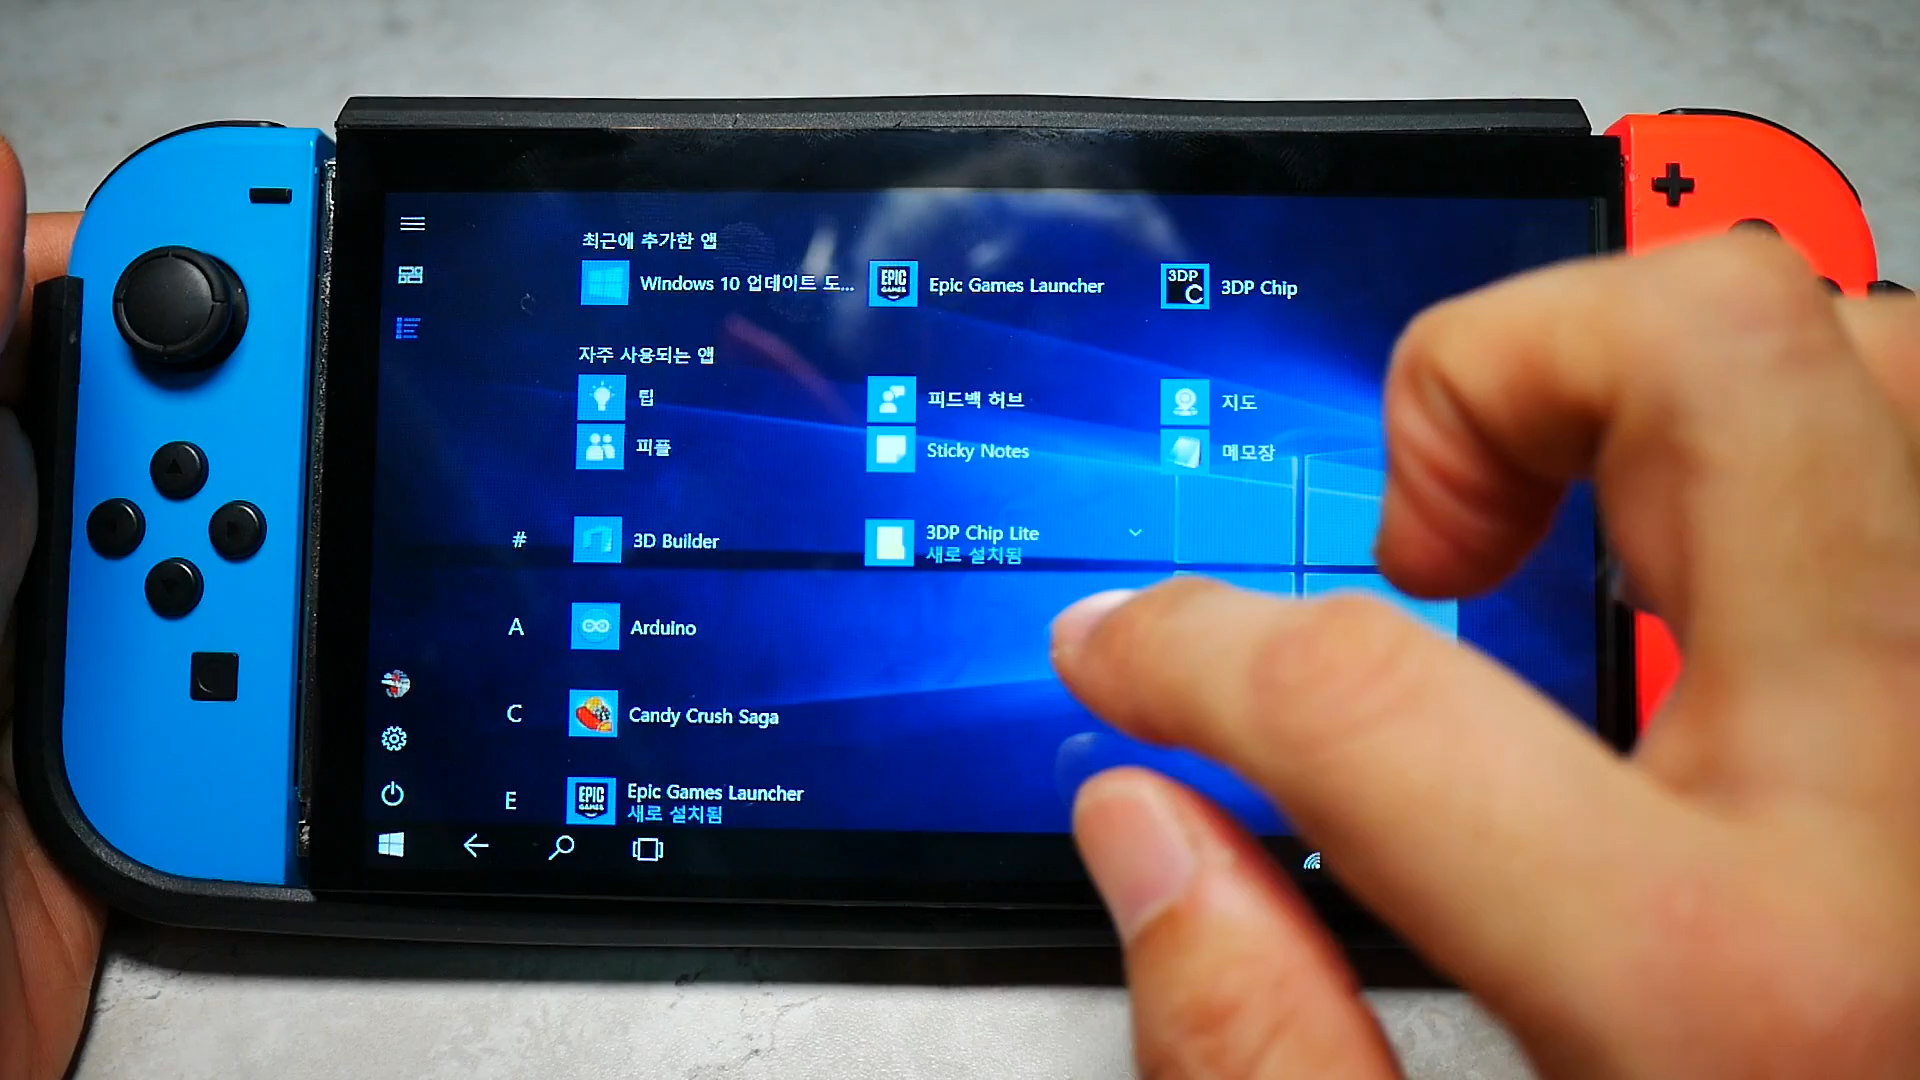 최근에 추가한 앱
Windows 10 업데이트 도...
EPIC GAMES
Epic Games Launcher
3DP C
3DP Chip
자주 사용되는 앱
팁
피드백 허브
지도
피플
Sticky Notes
메모장
#
3D Builder
3DP Chip Lite
새로 설치됨
A
Arduino
C
Candy Crush Saga
E
EPIC GAMES
Epic Games Launcher
새로 설치됨